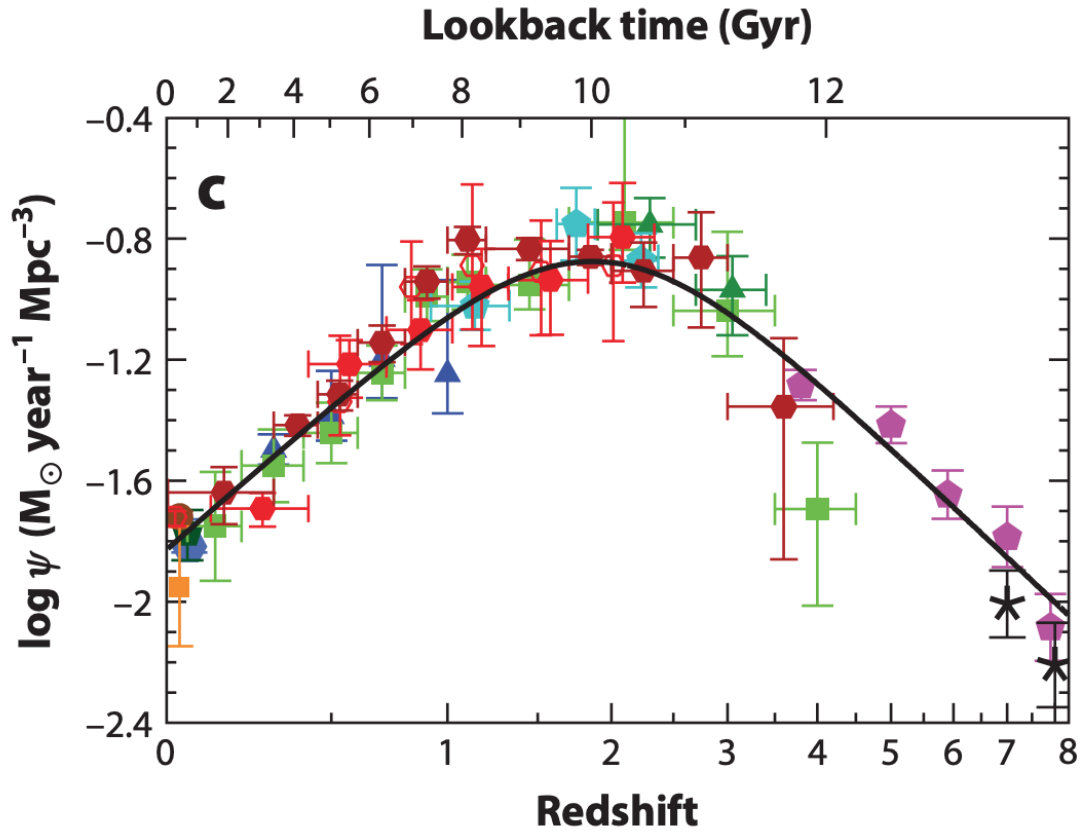 Lookback time (Gyr)
0 2 4 6 8 10 12
c
log ψ (M⊙ year−1 Mpc−3)
−0.4
−0.8
−1.2
−1.6
−2
−2.4
0 1 2 3 4 5 6 7 8
Redshift